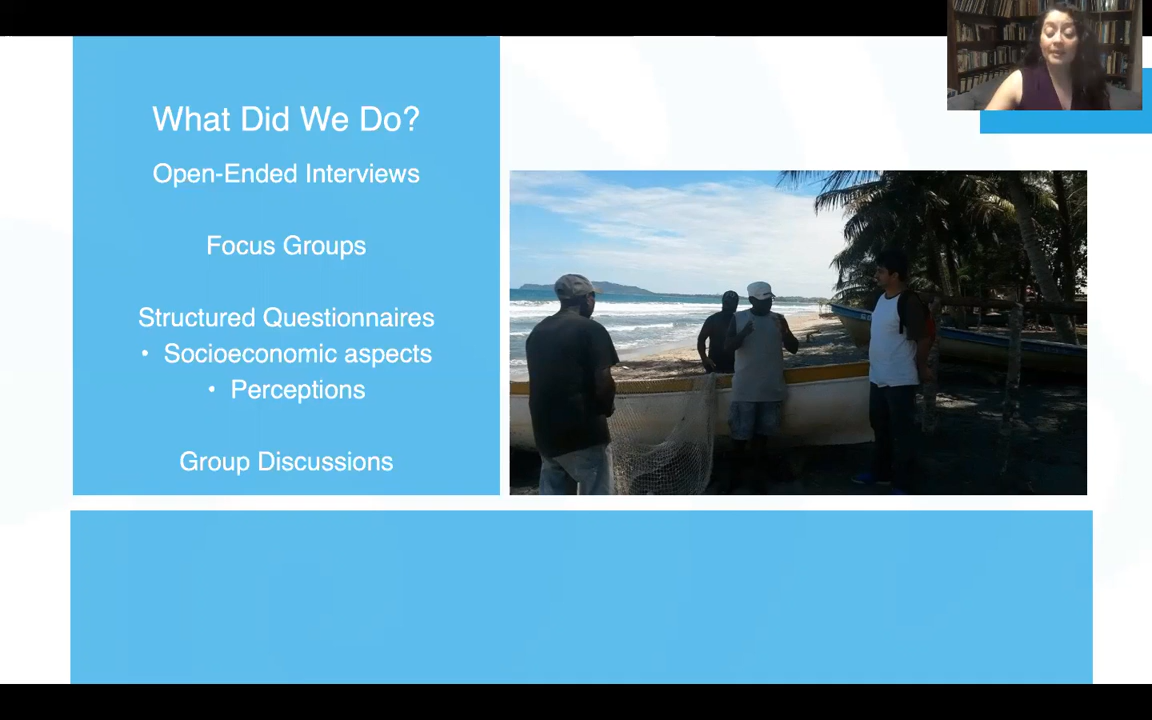 What Did We Do?
Open-Ended Interviews
Focus Groups
Structured Questionnaires
• Socioeconomic aspects
• Perceptions
Group Discussions